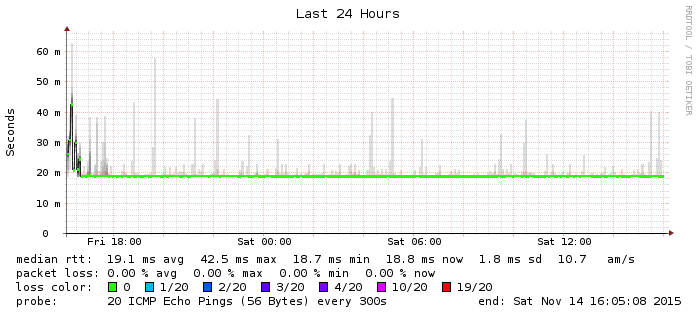 Last 24 Hours
RRDTOOL / TOBI OETIKER
Seconds
60 m
50 m
40 m
30 m
20 m
10 m
0
Fri 18:00 Sat 00:00 Sat 06:00 Sat 12:00
median rtt: 19.1 ms avg 42.5 ms max 18.7 ms min 18.8 ms now 1.8 ms sd 10.7 am/s
packet loss: 0.00 % avg 0.00 % max 0.00 % min 0.00 % now
loss color: 0 1/20 2/20 3/20 4/20 10/20 19/20
probe: 20 ICMP Echo Pings (56 Bytes) every 300s end: Sat Nov 14 16:05:08 2015